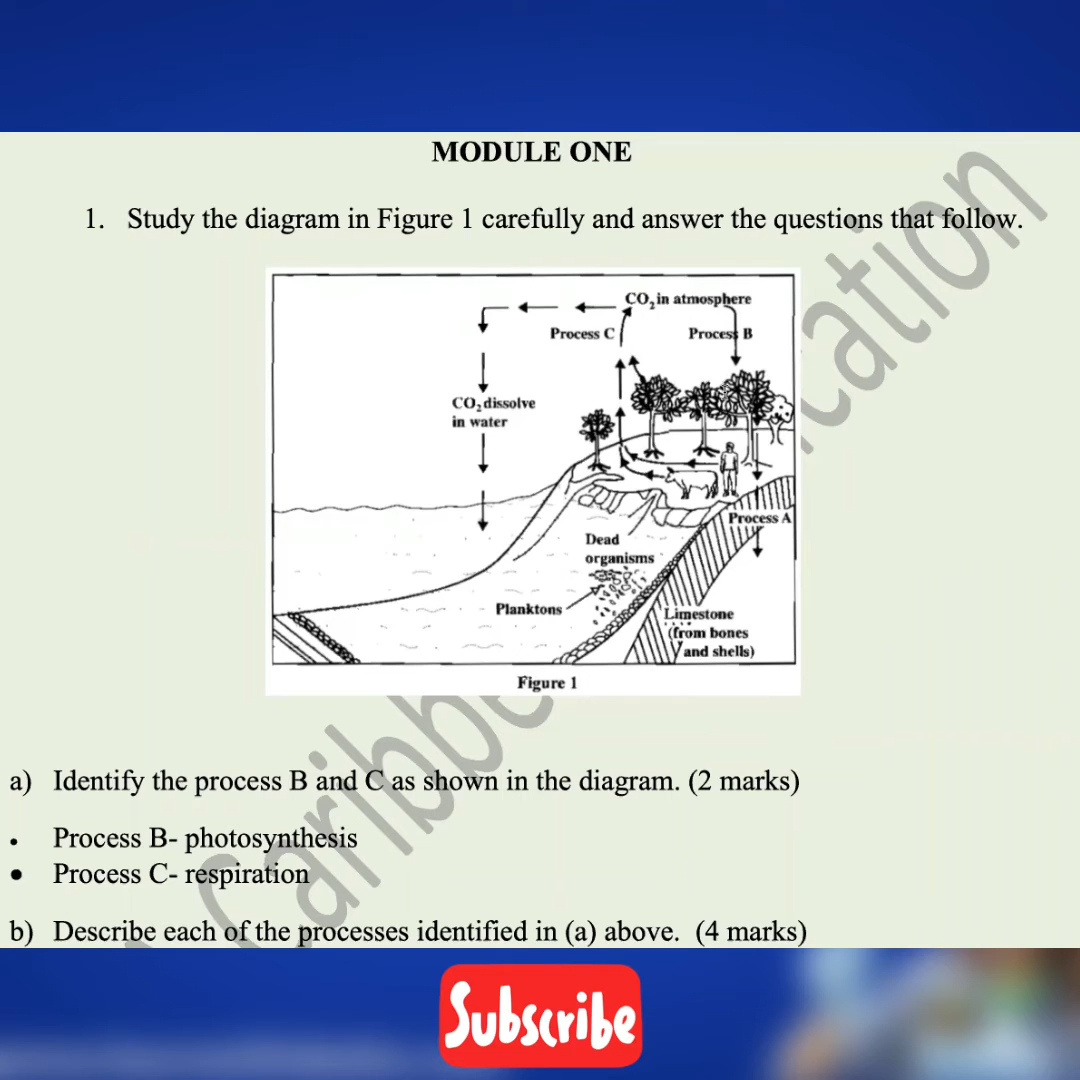 MODULE ONE
1. Study the diagram in Figure 1 carefully and answer the questions that follow.
CO₂ in atmosphere
Process C
Process B
CO₂ dissolve
in water
Process A
Dead
organisms
Planktons
Limestone
(from bones
and shells)
Figure 1
a) Identify the process B and C as shown in the diagram. (2 marks)
• Process B- photosynthesis
• Process C- respiration
b) Describe each of the processes identified in (a) above. (4 marks)
Subscribe